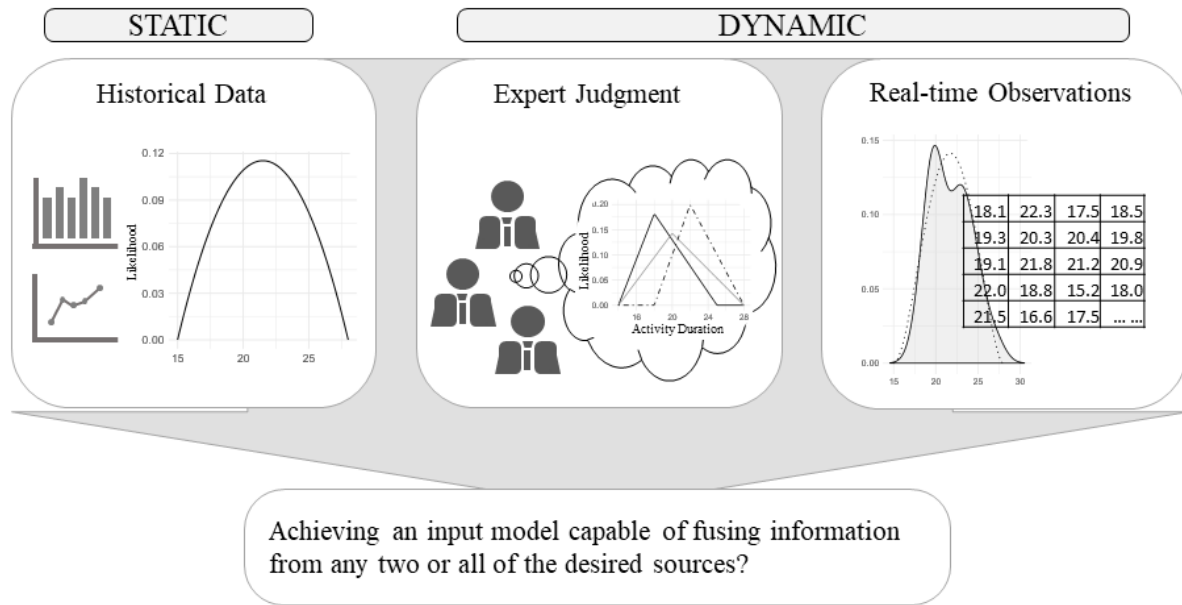 STATIC
DYNAMIC
Historical Data
0.12
0.09
0.06
0.03
0.00
Likelihood
15 20 25
Expert Judgment
0.20
0.15
0.10
0.05
0.00
Likelihood
16 20 24 28
Activity Duration
Real-time Observations
0.15
0.10
0.05
0.00
15 20 25 30
18.1 22.3 17.5 18.5
19.3 20.3 20.4 19.8
19.1 21.8 21.2 20.9
22.0 18.8 15.2 18.0
21.5 16.6 17.5 ... ...
Achieving an input model capable of fusing information
from any two or all of the desired sources?